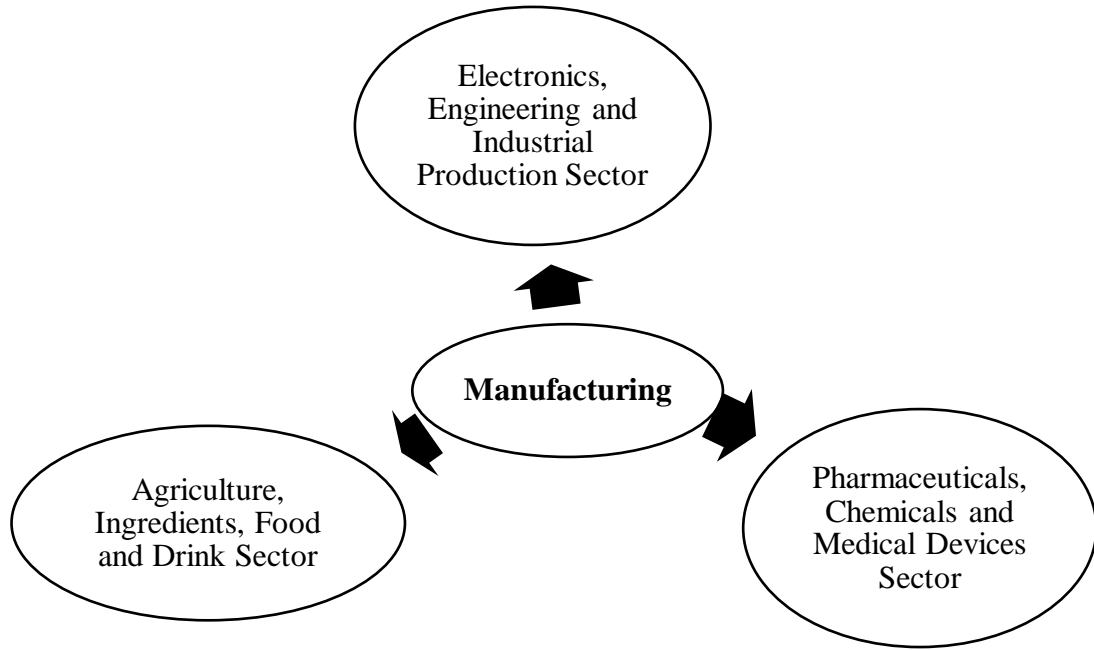 Electronics,
Engineering and
Industrial
Production Sector
Manufacturing
Agriculture,
Ingredients, Food
and Drink Sector
Pharmaceuticals,
Chemicals and
Medical Devices
Sector